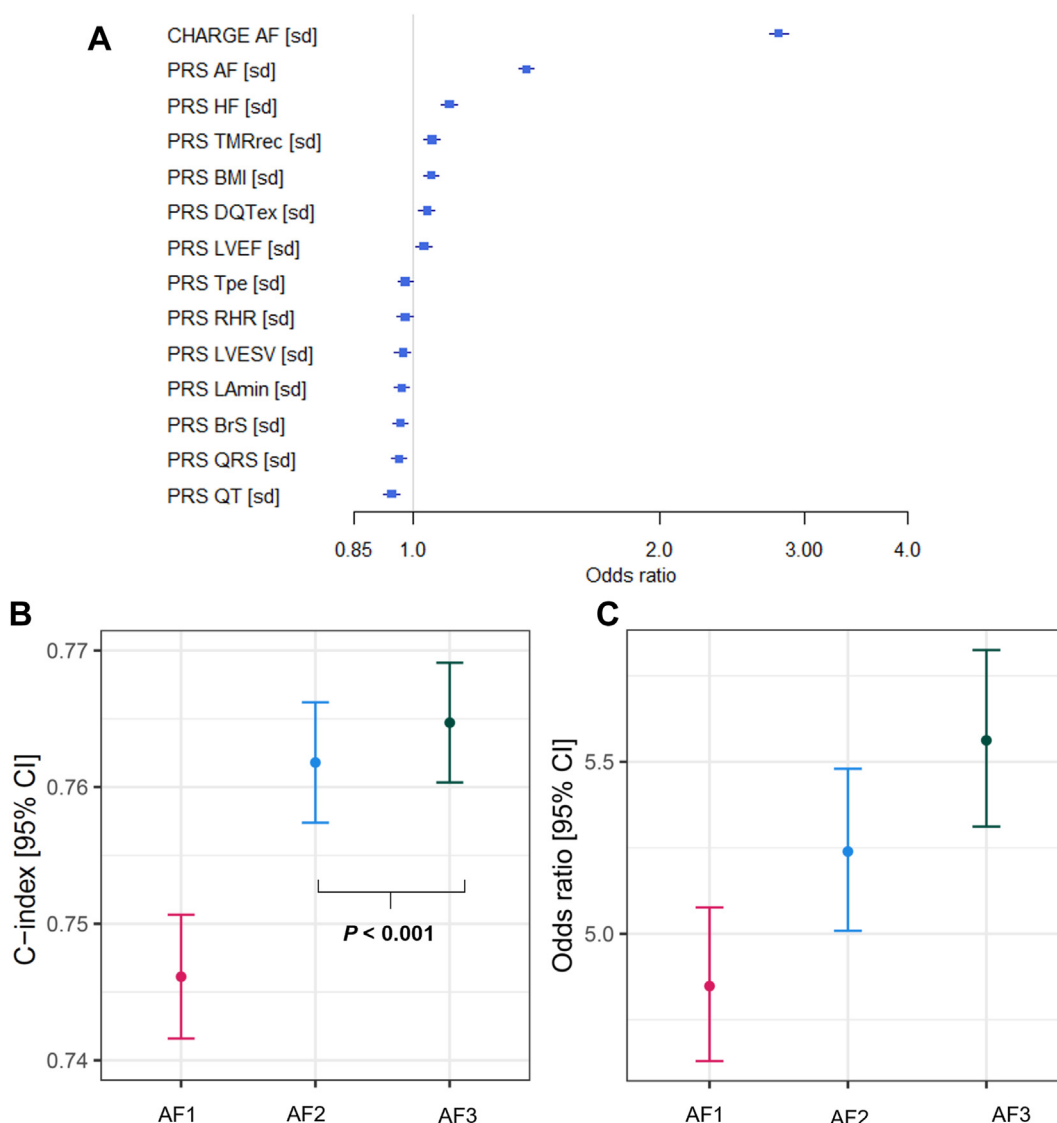 A
CHARGE AF [sd]
PRS AF [sd]
PRS HF [sd]
PRS TMRrec [sd]
PRS BMI [sd]
PRS DQTex [sd]
PRS LVEF [sd]
PRS Tpe [sd]
PRS RHR [sd]
PRS LVESV [sd]
PRS LAmin [sd]
PRS BrS [sd]
PRS QRS [sd]
PRS QT [sd]
0.85 1.0 2.0 3.00 4.0
Odds ratio
B
C-index [95% CI]
0.77
0.76
0.75
0.74
P < 0.001
AF1 AF2 AF3
C
Odds ratio [95% CI]
5.5
5.0
AF1 AF2 AF3